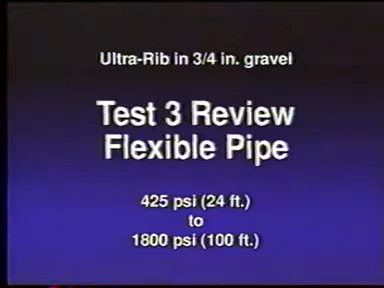 Ultra-Rib in 3/4 in. gravel
Test 3 Review
Flexible Pipe
425 psi (24 ft.)
to
1800 psi (100 ft.)